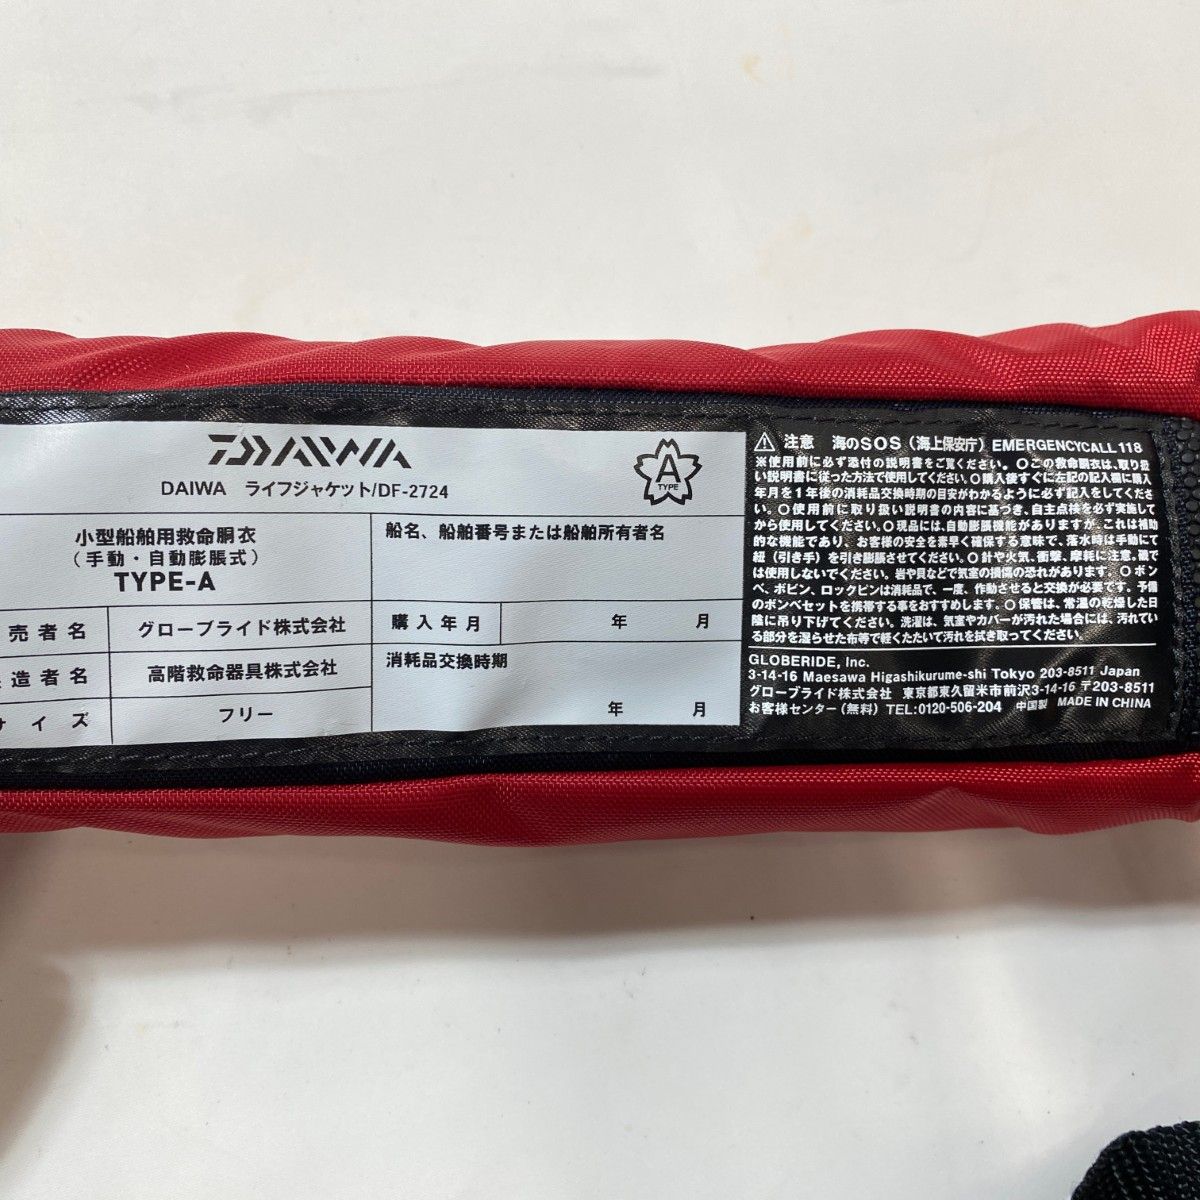 DAIWA
DAIWA ライフジャケット/DF-2724
A
TYPE
小型船舶用救命胴衣
(手動・自動膨脹式)
TYPE-A
船名、船舶番号または船舶所有者名
売者名 グローブライド株式会社
購入年月 年 月
造者名 高階救命器具株式会社
消耗品交換時期
サイズ フリー
年 月
注意 海のSOS(海上保安庁)EMERGENCYCALL 118
※使用前に必ず添付の説明書をご覧ください。○この救命胴衣は、取り扱
い説明書に従った方法で使用してください。○購入後すぐに左記の記入欄に購入
年月を1年後の消耗品交換時期の目安がわかるように必ず記入をしてくださ
い。○使用前に取り扱い説明書の内容に基づき、自主点検を必ず実施して
から使用してください。○現品には、自動膨脹機能がありますが、これは補助
的な機能であり、お客様の安全を素早く確保する意味で、落水時は手動にて
紐(引き手)を引き膨脹させてください。○針や火気、衝撃、摩耗に注意。磯で
は使用しないでください。岩や貝などで気室の損傷の恐れがあります。○ボン
ベ、ボビン、ロックピンは消耗品で、一度、作動させると交換が必要です。予備
のボンベセットを携帯する事をおすすめします。○保管は、常温の乾燥した日
陰に吊り下げてください。洗濯は、気室やカバーが汚れた場合には、汚れてい
る部分を湿らせた布等で軽くたたいて汚れを拭き取ってください。
GLOBERIDE, Inc.
3-14-16 Maesawa Higashikurume-shi Tokyo 203-8511 Japan
グローブライド株式会社 東京都東久留米市前沢3-14-16 〒203-8511
お客様センター(無料) TEL:0120-506-204 中国製 MADE IN CHINA